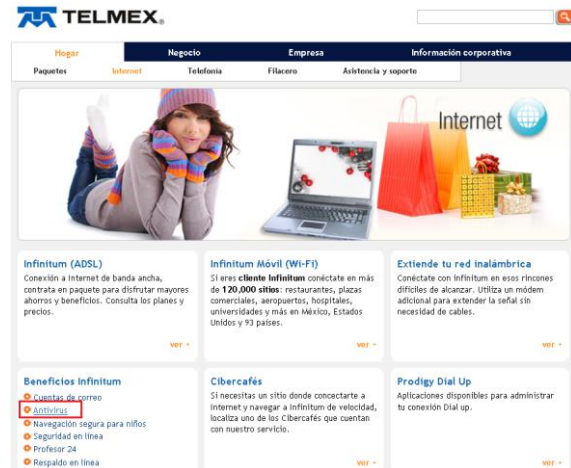 TELMEX.
Hogar Negocio Empresa Información corporativa
Paquetes Internet Telefonía Filacero Asistencia y soporte
Internet
Infinitum (ADSL)
Conexión a Internet de banda ancha,
contrata en paquete para disfrutar mayores
ahorros y beneficios. Consulta los planes y
precios.
ver
Infinitum Móvil (Wi-Fi)
Si eres cliente Infinitum conéctate en más
de 120,000 sitios: restaurantes, plazas
comerciales, aeropuertos, hospitales,
universidades y más en México, Estados
Unidos y 93 países.
ver
Extiende tu red inalámbrica
Conéctate con Infinitum en esos rincones
difíciles de alcanzar. Utiliza un módem
adicional para extender la señal sin
necesidad de cables.
ver
Beneficios Infinitum
Cuentas de correo
Antivirus
Navegación segura para niños
Seguridad en línea
Profesor 24
Respaldo en línea
Cibercafés
Si necesitas un sitio donde conectarte a
Internet y navegar a Infinitum de velocidad,
localiza uno de los Cibercafés que cuentan
con nuestro servicio.
ver
Prodigy Dial Up
Aplicaciones disponibles para administrar
tu conexión Dial up.
ver